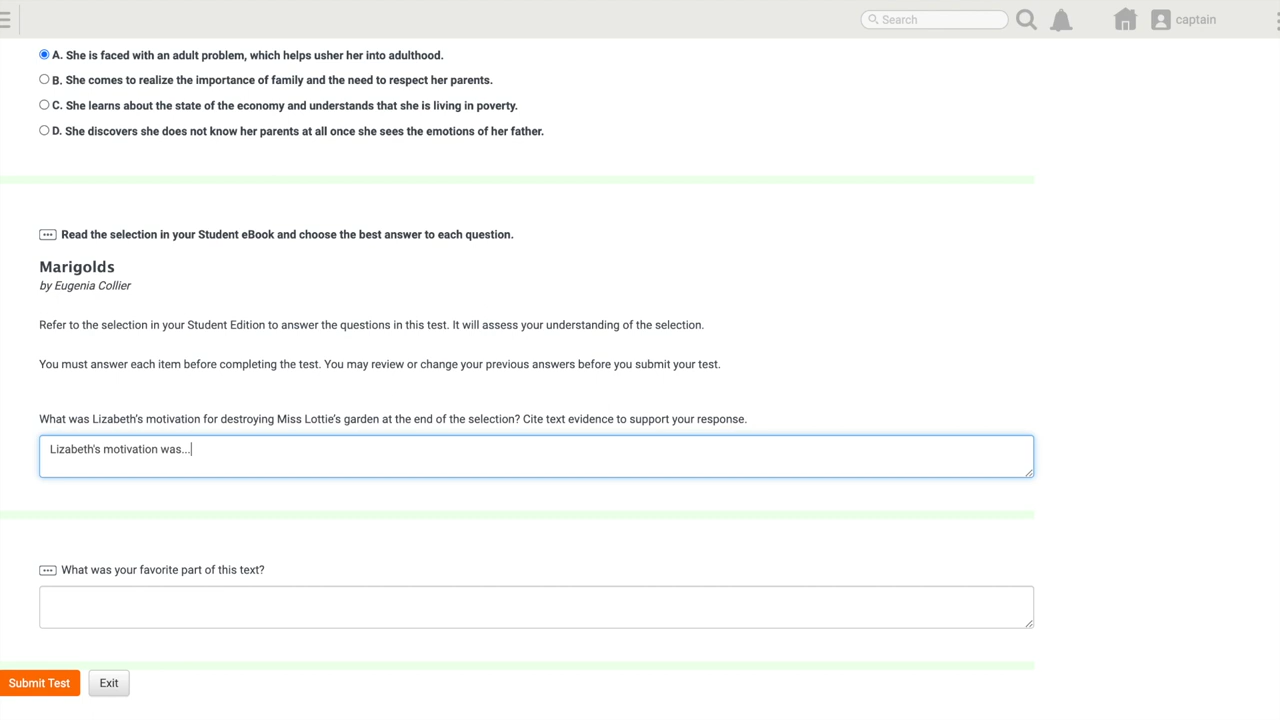 Search
captain
A. She is faced with an adult problem, which helps usher her into adulthood.
B. She comes to realize the importance of family and the need to respect her parents.
C. She learns about the state of the economy and understands that she is living in poverty.
D. She discovers she does not know her parents at all once she sees the emotions of her father.
Read the selection in your Student eBook and choose the best answer to each question.
Marigolds
by Eugenia Collier
Refer to the selection in your Student Edition to answer the questions in this test. It will assess your understanding of the selection.
You must answer each item before completing the test. You may review or change your previous answers before you submit your test.
What was Lizabeth's motivation for destroying Miss Lottie's garden at the end of the selection? Cite text evidence to support your response.
Lizabeth's motivation was...
What was your favorite part of this text?
Submit Test
Exit